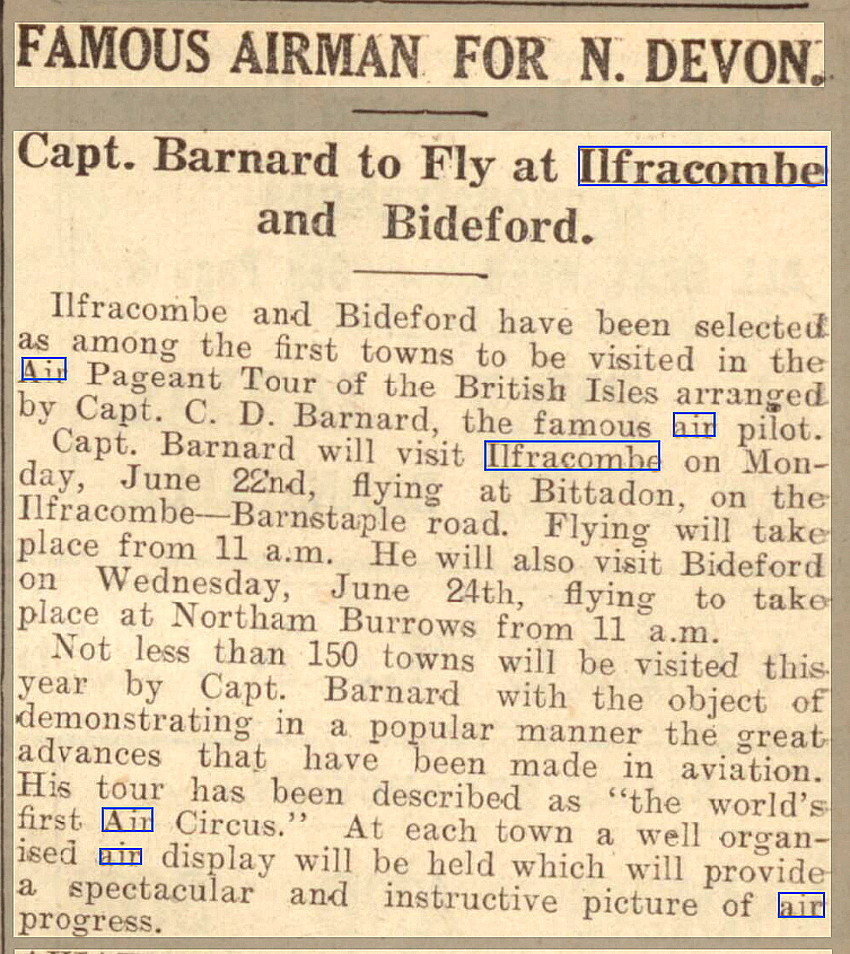 FAMOUS AIRMAN FOR N. DEVON.
Capt. Barnard to Fly at Ilfracombe
and Bideford.
Ilfracombe and Bideford have been selected
as among the first towns to be visited in the
Air Pageant Tour of the British Isles arranged
by Capt. C. D. Barnard, the famous air pilot.
Capt. Barnard will visit Ilfracombe on Mon-
day, June 22nd, flying at Bittadon, on the
Ilfracombe—Barnstaple road. Flying will take
place from 11 a.m. He will also visit Bideford
on Wednesday, June 24th, flying to take
place at Northam Burrows from 11 a.m.
Not less than 150 towns will be visited this
year by Capt. Barnard with the object of
demonstrating in a popular manner the great
advances that have been made in aviation.
His tour has been described as "the world's
first Air Circus." At each town a well organ-
ised air display will be held which will provide
a spectacular and instructive picture of air
progress.